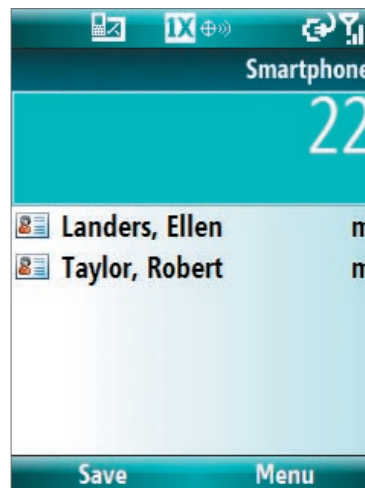 1X
Smartphone
22
Landers, Ellen m
Taylor, Robert m
Save Menu